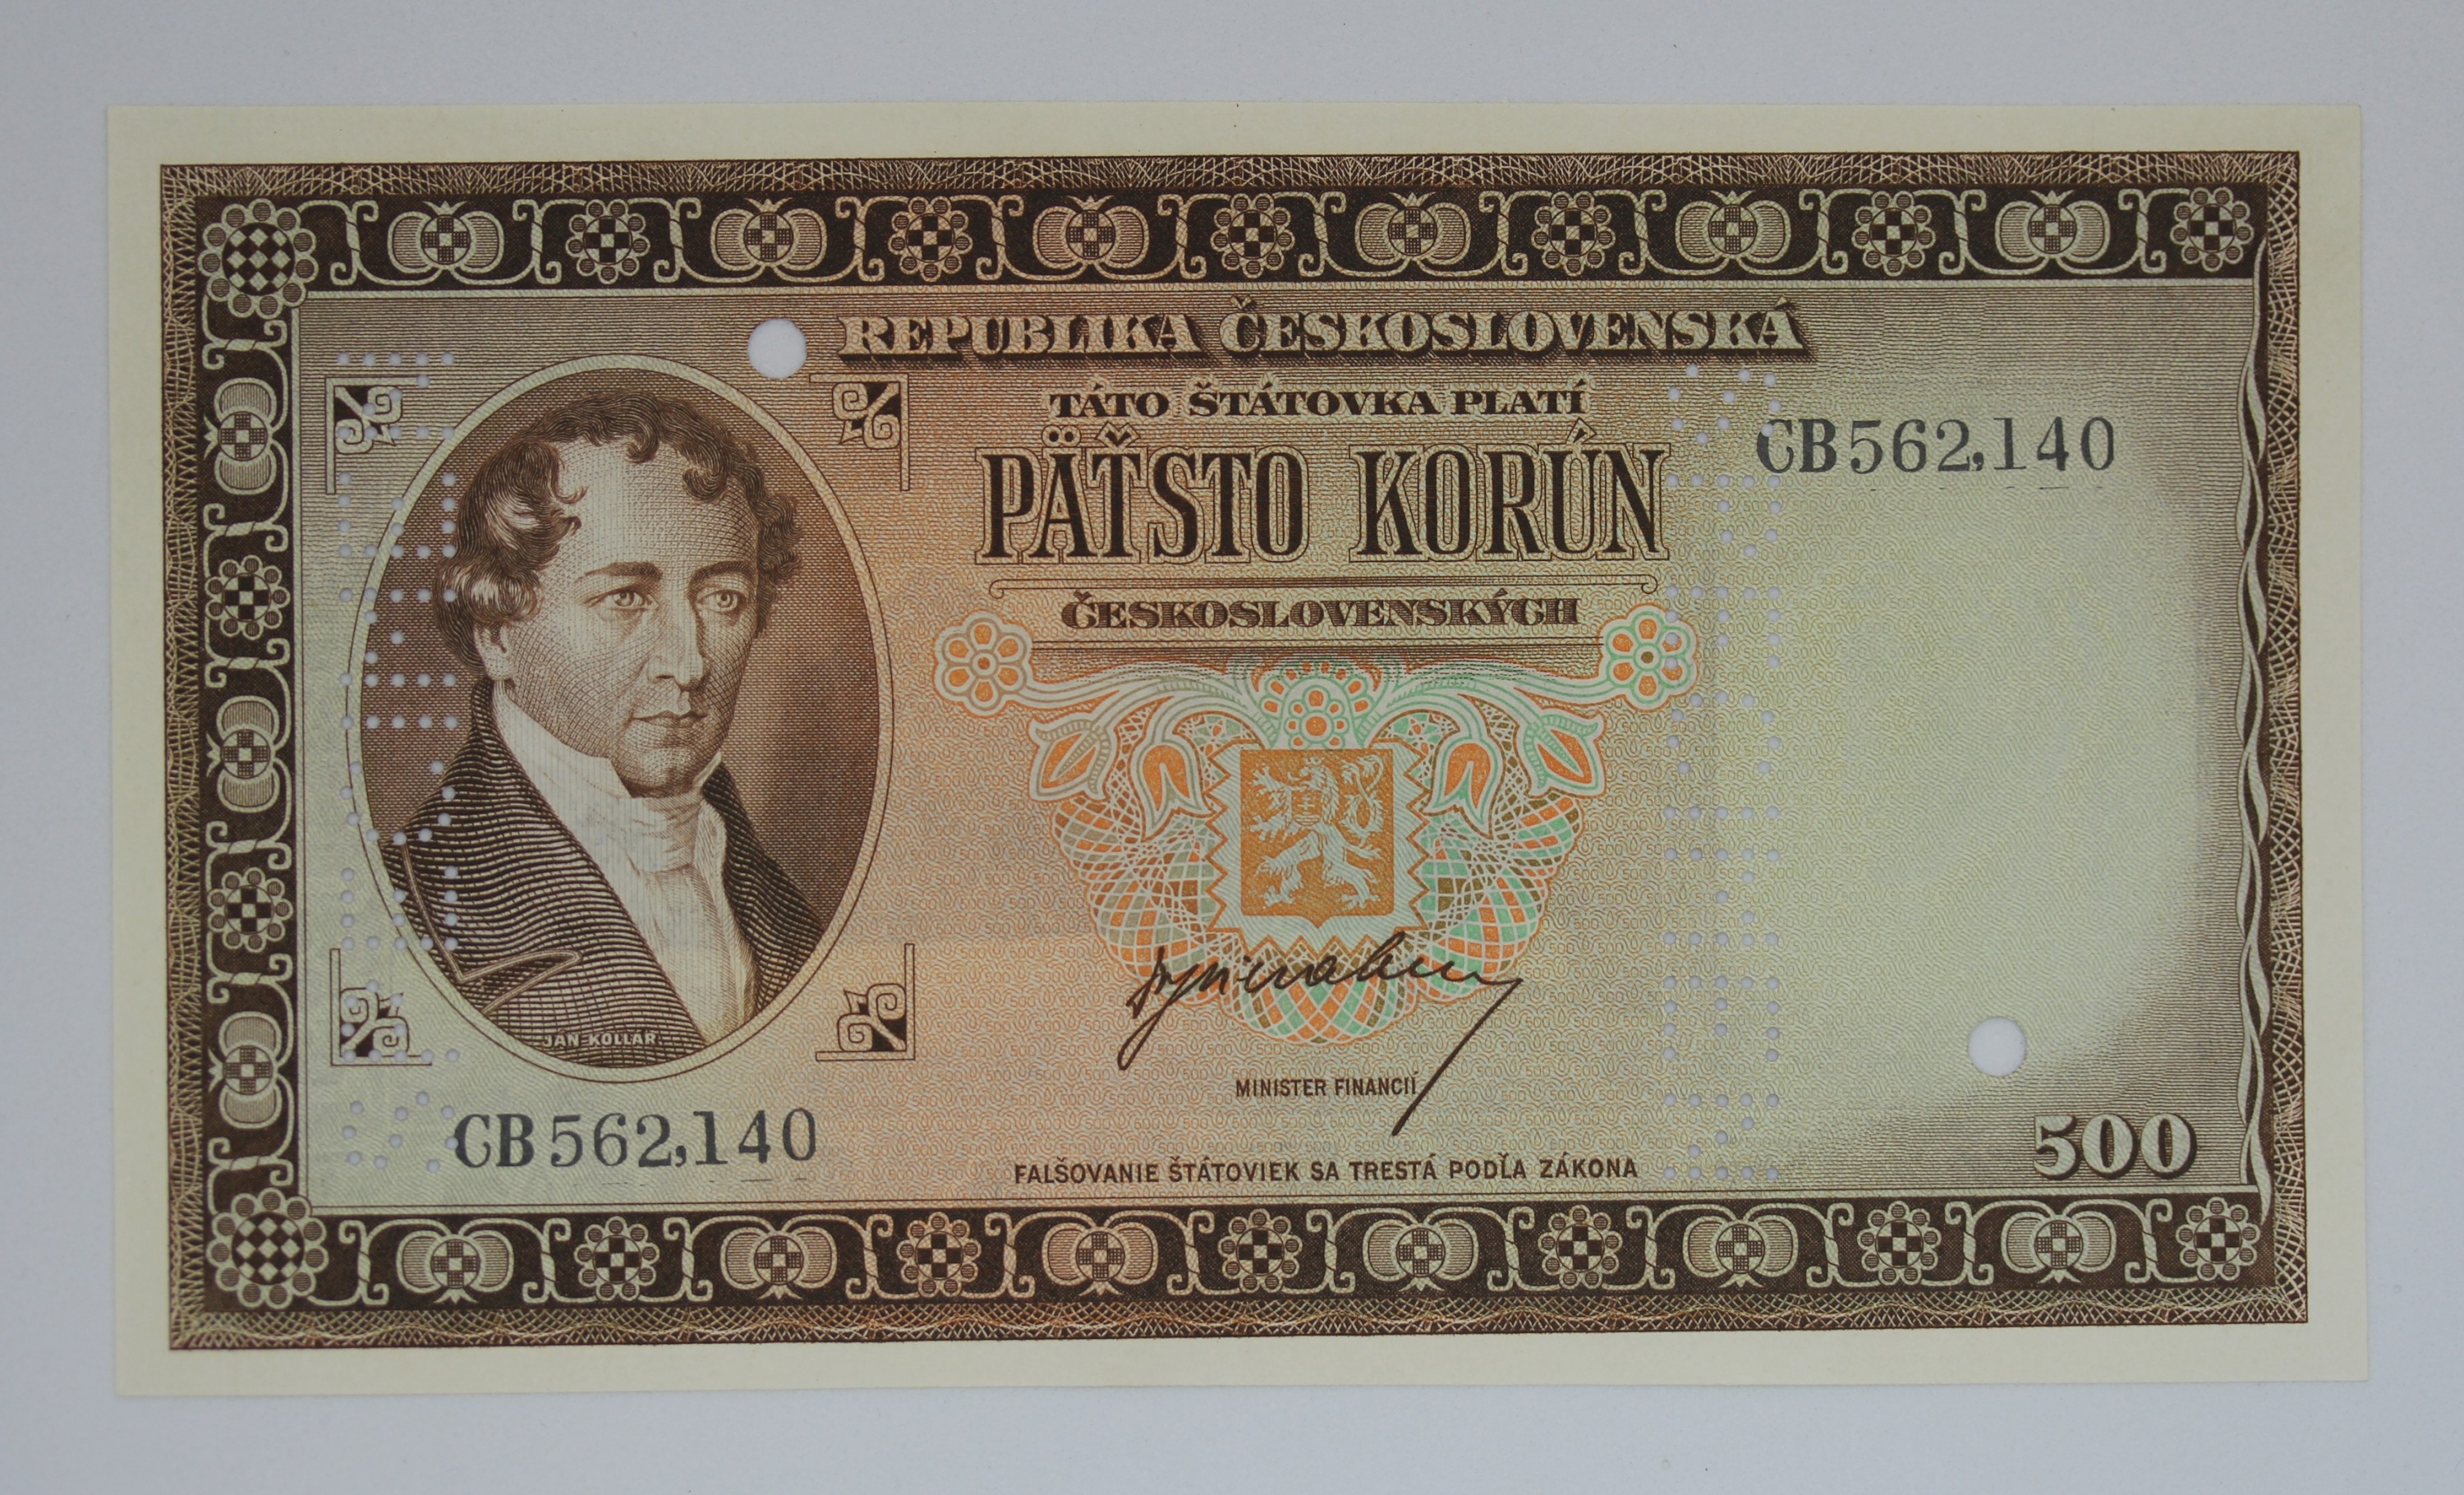 REPUBLIKA ČESKOSLOVENSKÁ
TÁTO ŠTÁTOVKA PLATÍ
PÄŤSTO KORÚN
ČESKOSLOVENSKÝCH
CB562,140
JÁN KOLLÁR
MINISTER FINANCIÍ
CB562,140
FALŠOVANIE ŠTÁTOVIEK SA TRESTÁ PODĽA ZÁKONA
500